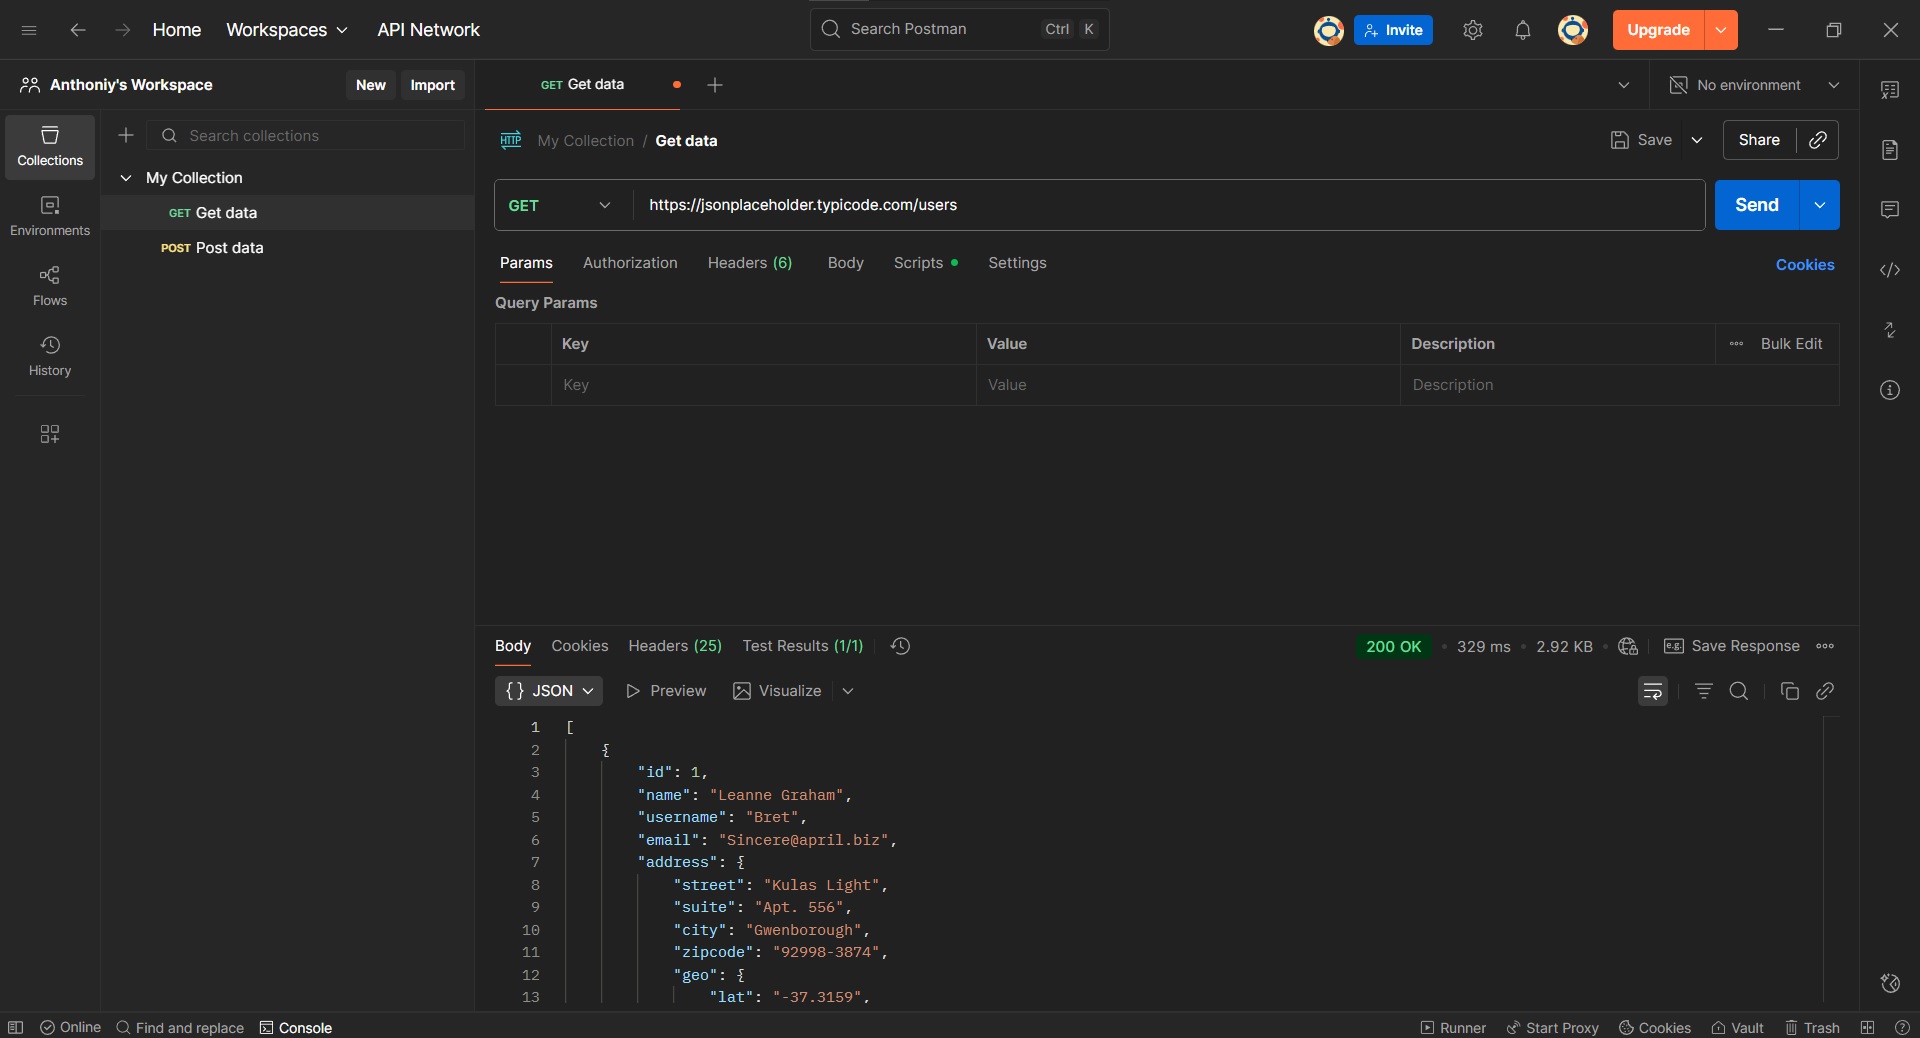 Home Workspaces API Network Search Postman Ctrl K Invite Upgrade
Anthoniy's Workspace New Import GET Get data No environment
Search collections
Collections
My Collection / Get data Save Share
My Collection
GET Get data
POST Post data
Environments
Flows
History
GET https://jsonplaceholder.typicode.com/users Send
Params Authorization Headers (6) Body Scripts Settings Cookies
Query Params
Key Value Description Bulk Edit
Key Value Description
Body Cookies Headers (25) Test Results (1/1) 200 OK • 329 ms • 2.92 KB • e.g. Save Response
{} JSON Preview Visualize
1 [
2 {
3 "id": 1,
4 "name": "Leanne Graham",
5 "username": "Bret",
6 "email": "Sincere@april.biz",
7 "address": {
8 "street": "Kulas Light",
9 "suite": "Apt. 556",
10 "city": "Gwenborough",
11 "zipcode": "92998-3874",
12 "geo": {
13 "lat": "-37.3159",
Online Find and replace Console Runner Start Proxy Cookies Vault Trash